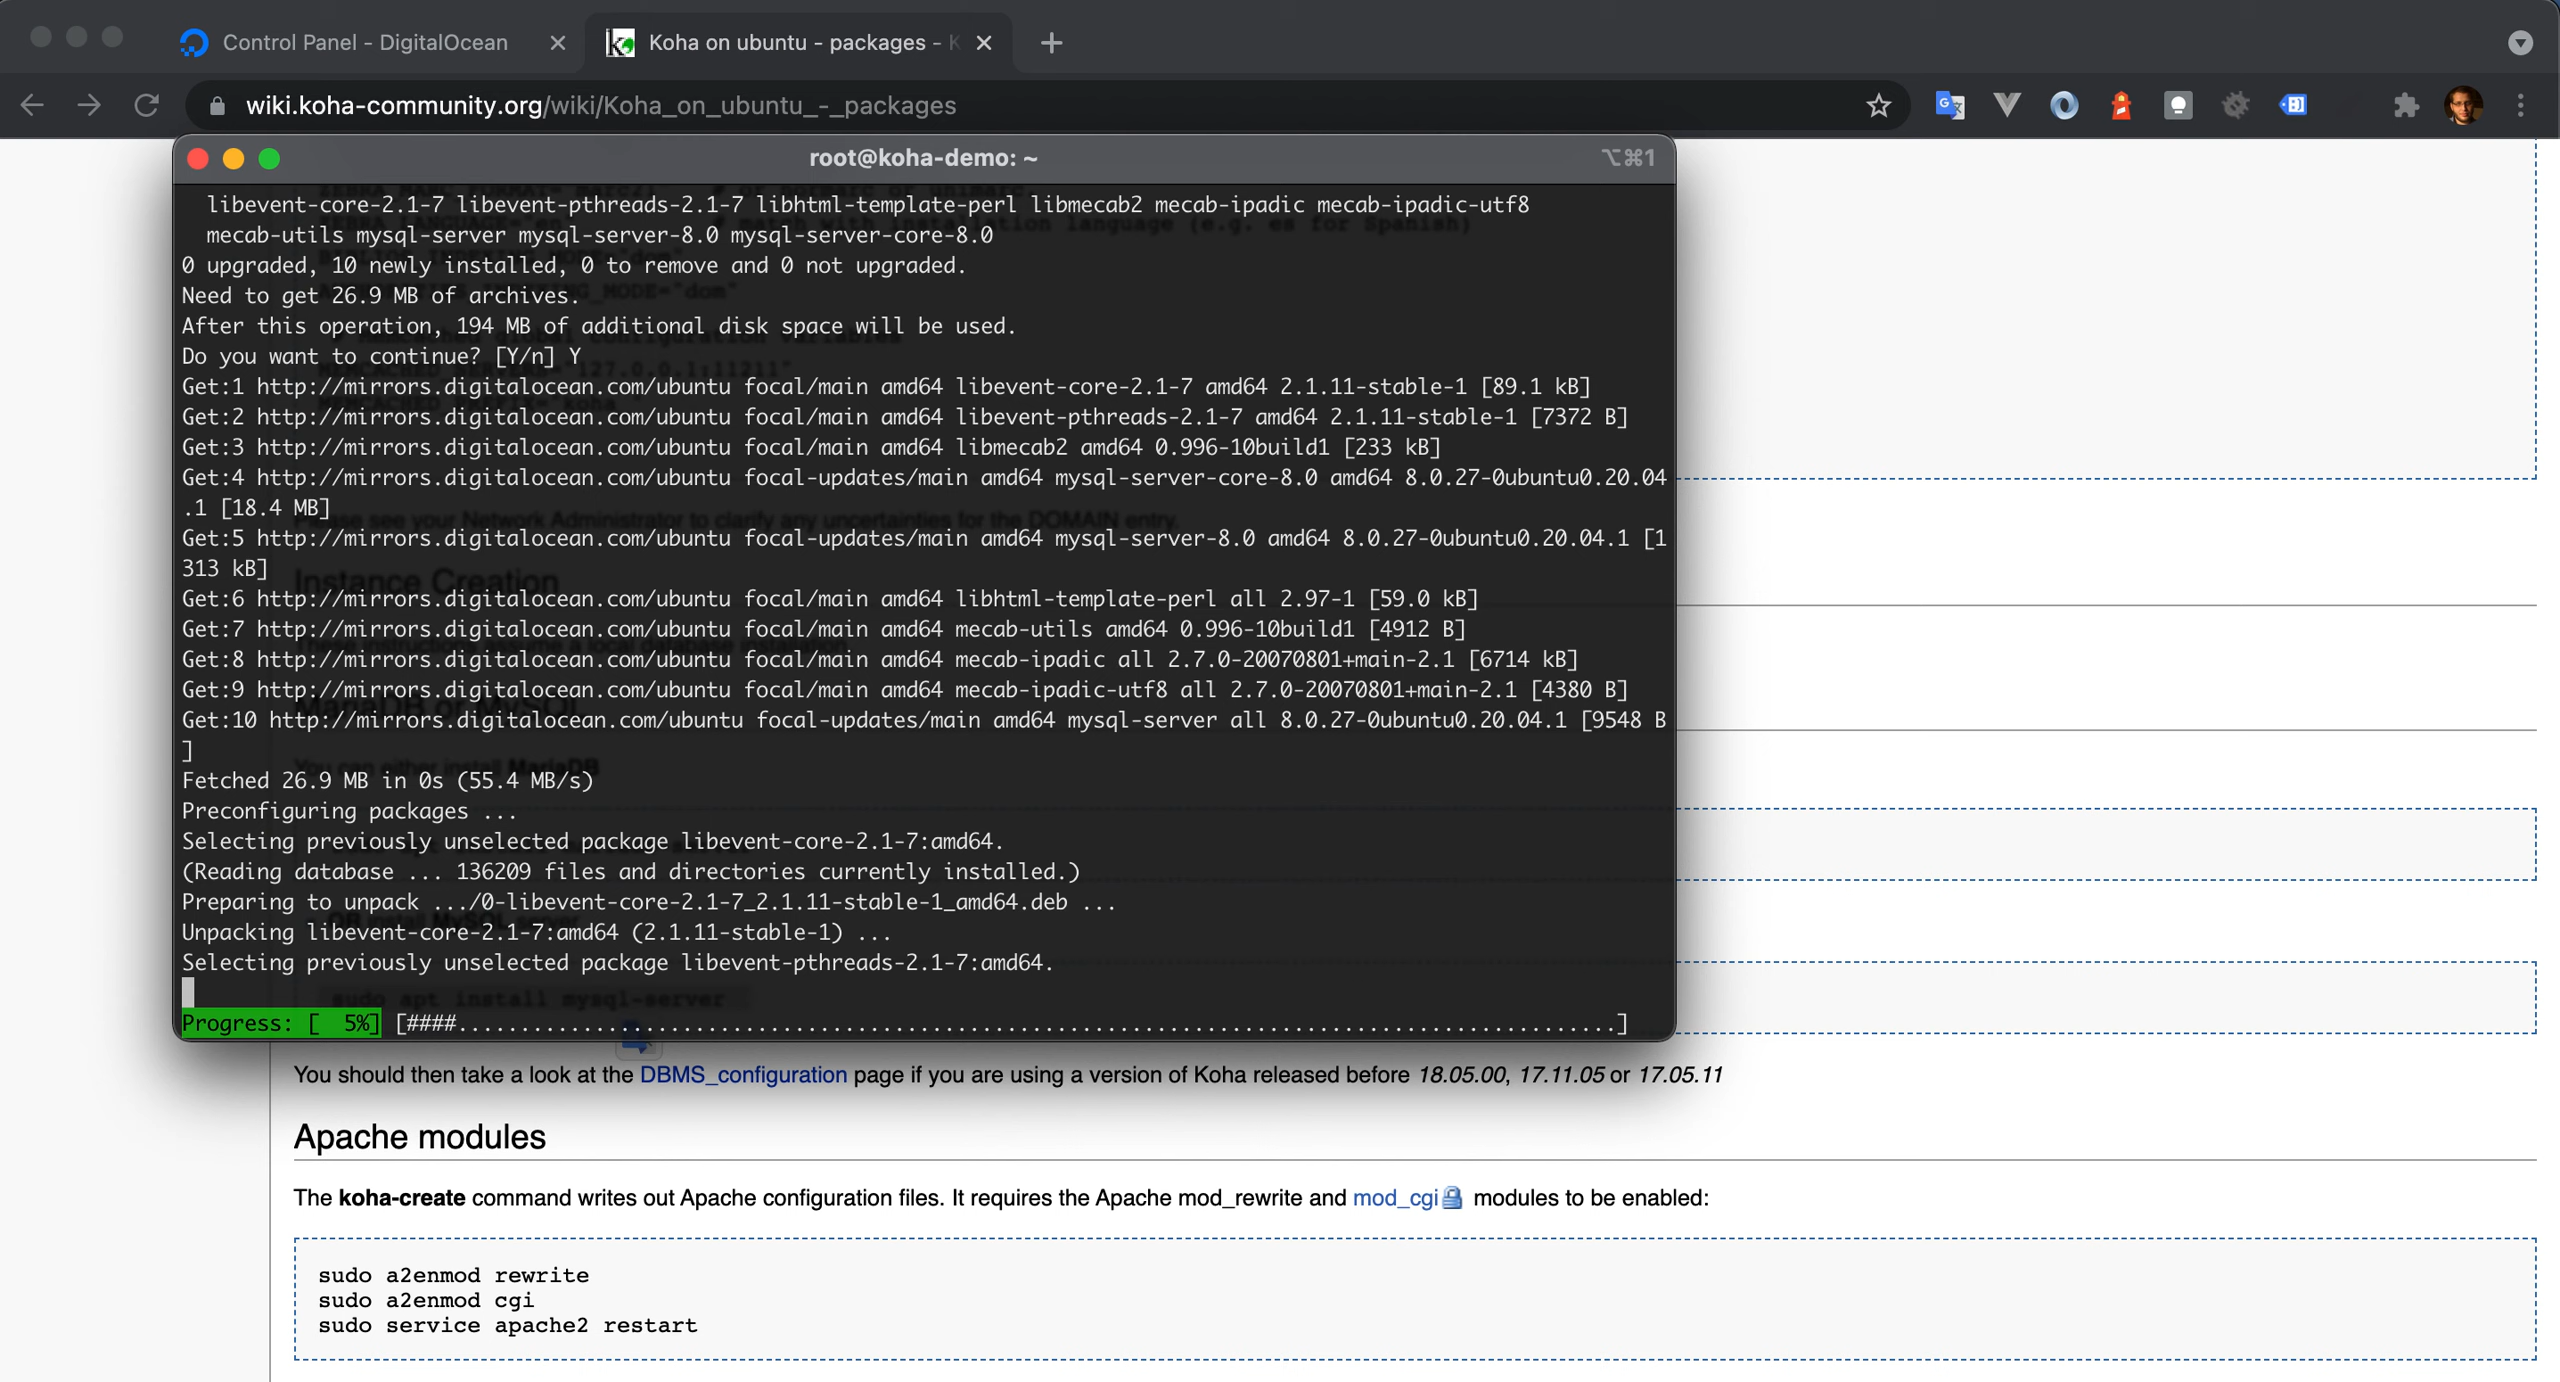 Control Panel - DigitalOcean
Koha on ubuntu - packages - K
wiki.koha-community.org/wiki/Koha_on_ubuntu_-_packages
root@koha-demo: ~
⌥⌘1
libevent-core-2.1-7 libevent-pthreads-2.1-7 libhtml-template-perl libmecab2 mecab-ipadic mecab-ipadic-utf8
mecab-utils mysql-server mysql-server-8.0 mysql-server-core-8.0
0 upgraded, 10 newly installed, 0 to remove and 0 not upgraded.
Need to get 26.9 MB of archives.
After this operation, 194 MB of additional disk space will be used.
Do you want to continue? [Y/n] Y
Get:1 http://mirrors.digitalocean.com/ubuntu focal/main amd64 libevent-core-2.1-7 amd64 2.1.11-stable-1 [89.1 kB]
Get:2 http://mirrors.digitalocean.com/ubuntu focal/main amd64 libevent-pthreads-2.1-7 amd64 2.1.11-stable-1 [7372 B]
Get:3 http://mirrors.digitalocean.com/ubuntu focal/main amd64 libmecab2 amd64 0.996-10build1 [233 kB]
Get:4 http://mirrors.digitalocean.com/ubuntu focal-updates/main amd64 mysql-server-core-8.0 amd64 8.0.27-0ubuntu0.20.04
.1 [18.4 MB]
Get:5 http://mirrors.digitalocean.com/ubuntu focal-updates/main amd64 mysql-server-8.0 amd64 8.0.27-0ubuntu0.20.04.1 [1
313 kB]
Get:6 http://mirrors.digitalocean.com/ubuntu focal/main amd64 libhtml-template-perl all 2.97-1 [59.0 kB]
Get:7 http://mirrors.digitalocean.com/ubuntu focal/main amd64 mecab-utils amd64 0.996-10build1 [4912 B]
Get:8 http://mirrors.digitalocean.com/ubuntu focal/main amd64 mecab-ipadic all 2.7.0-20070801+main-2.1 [6714 kB]
Get:9 http://mirrors.digitalocean.com/ubuntu focal/main amd64 mecab-ipadic-utf8 all 2.7.0-20070801+main-2.1 [4380 B]
Get:10 http://mirrors.digitalocean.com/ubuntu focal-updates/main amd64 mysql-server all 8.0.27-0ubuntu0.20.04.1 [9548 B
]
Fetched 26.9 MB in 0s (55.4 MB/s)
Preconfiguring packages ...
Selecting previously unselected package libevent-core-2.1-7:amd64.
(Reading database ... 136209 files and directories currently installed.)
Preparing to unpack .../0-libevent-core-2.1-7_2.1.11-stable-1_amd64.deb ...
Unpacking libevent-core-2.1-7:amd64 (2.1.11-stable-1) ...
Selecting previously unselected package libevent-pthreads-2.1-7:amd64.
sudo apt install mysql-server
Progress: [  5%] [####.............................................................................................]
You should then take a look at the DBMS_configuration page if you are using a version of Koha released before 18.05.00, 17.11.05 or 17.05.11
Apache modules
The koha-create command writes out Apache configuration files. It requires the Apache mod_rewrite and mod_cgi modules to be enabled:
sudo a2enmod rewrite
sudo a2enmod cgi
sudo service apache2 restart